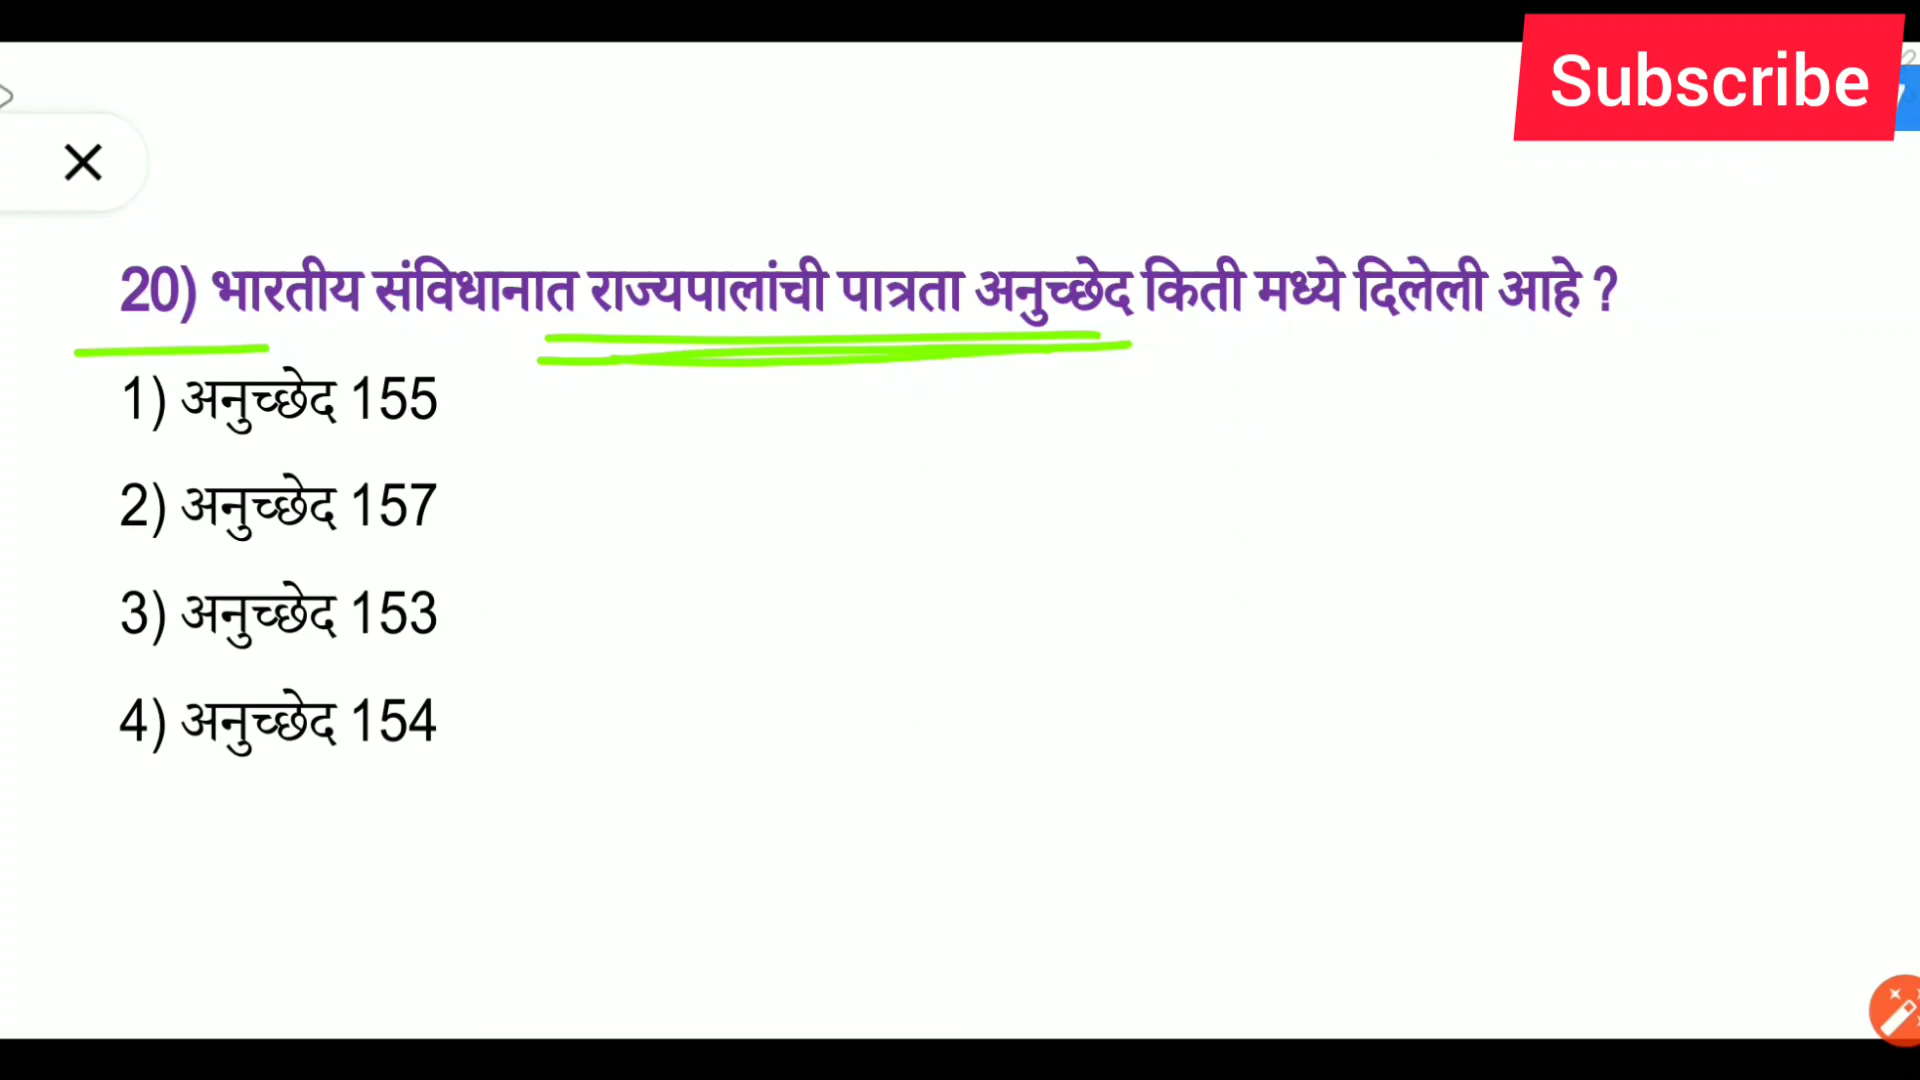 Subscribe
20) भारतीय संविधानात राज्यपालांची पात्रता अनुच्छेद किती मध्ये दिलेली आहे ?
1) अनुच्छेद 155
2) अनुच्छेद 157
3) अनुच्छेद 153
4) अनुच्छेद 154